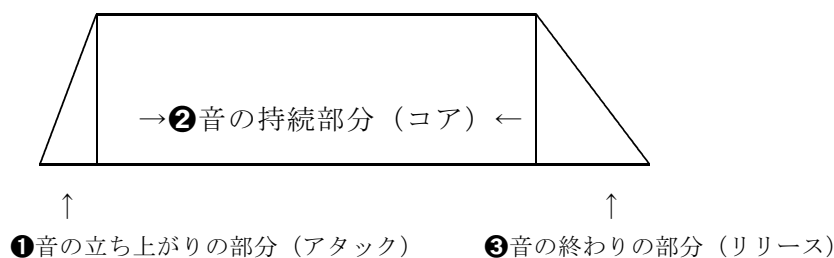 →❷音の持続部分（コア）←
↑ ↑
❶音の立ち上がりの部分（アタック） ❸音の終わりの部分（リリース）